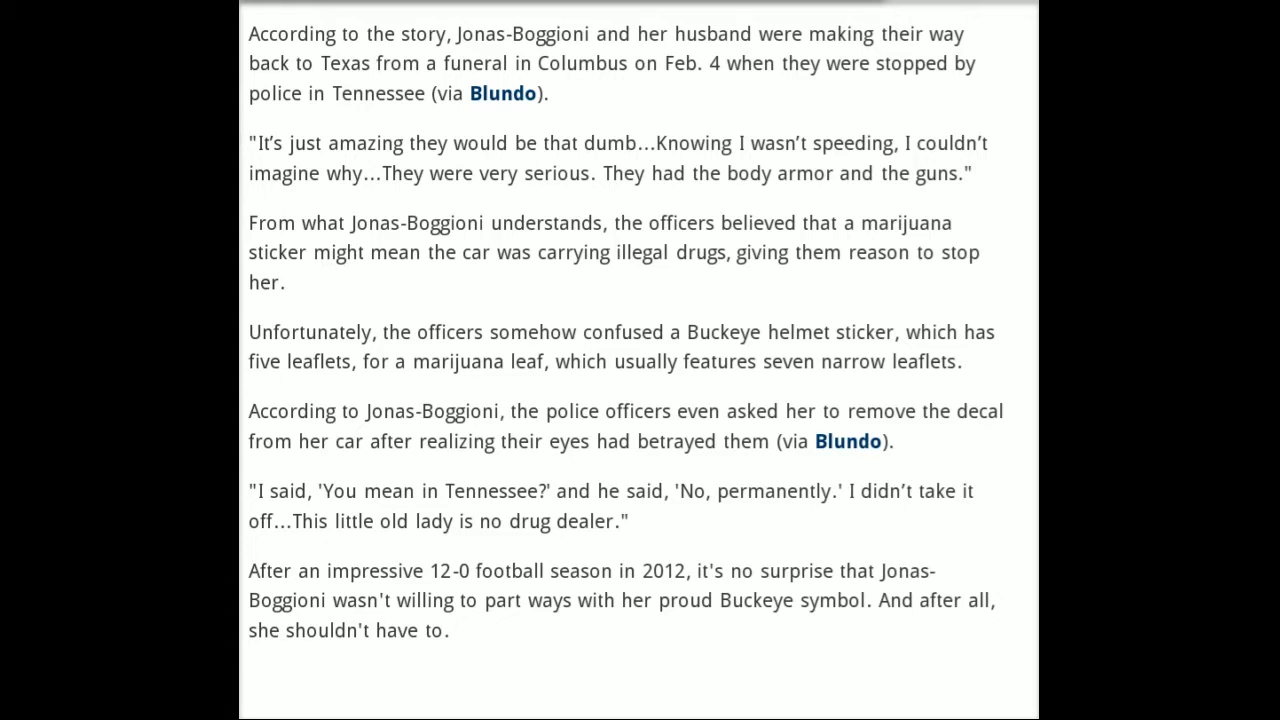 According to the story, Jonas-Boggioni and her husband were making their way
back to Texas from a funeral in Columbus on Feb. 4 when they were stopped by
police in Tennessee (via Blundo).
"It’s just amazing they would be that dumb…Knowing I wasn’t speeding, I couldn’t
imagine why…They were very serious. They had the body armor and the guns."
From what Jonas-Boggioni understands, the officers believed that a marijuana
sticker might mean the car was carrying illegal drugs, giving them reason to stop
her.
Unfortunately, the officers somehow confused a Buckeye helmet sticker, which has
five leaflets, for a marijuana leaf, which usually features seven narrow leaflets.
According to Jonas-Boggioni, the police officers even asked her to remove the decal
from her car after realizing their eyes had betrayed them (via Blundo).
"I said, 'You mean in Tennessee?' and he said, 'No, permanently.' I didn’t take it
off…This little old lady is no drug dealer."
After an impressive 12-0 football season in 2012, it's no surprise that Jonas-
Boggioni wasn't willing to part ways with her proud Buckeye symbol. And after all,
she shouldn't have to.